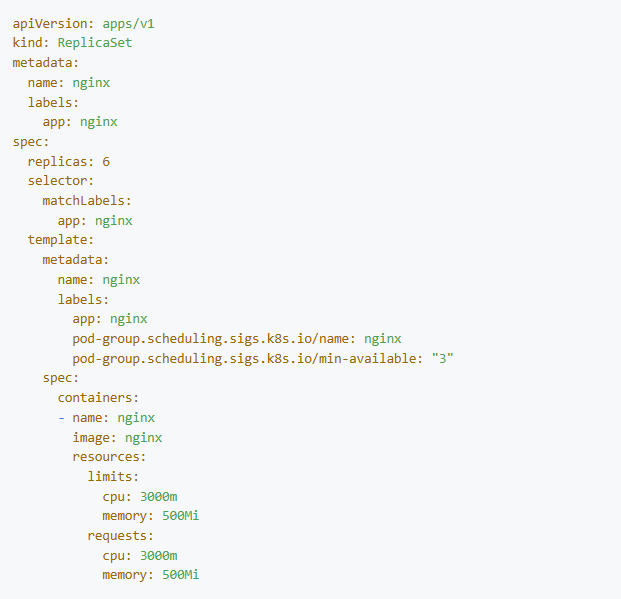 apiVersion: apps/v1
kind: ReplicaSet
metadata:
  name: nginx
  labels:
    app: nginx
spec:
  replicas: 6
  selector:
    matchLabels:
      app: nginx
  template:
    metadata:
      name: nginx
      labels:
        app: nginx
        pod-group.scheduling.sigs.k8s.io/name: nginx
        pod-group.scheduling.sigs.k8s.io/min-available: "3"
    spec:
      containers:
      - name: nginx
        image: nginx
        resources:
          limits:
            cpu: 3000m
            memory: 500Mi
          requests:
            cpu: 3000m
            memory: 500Mi